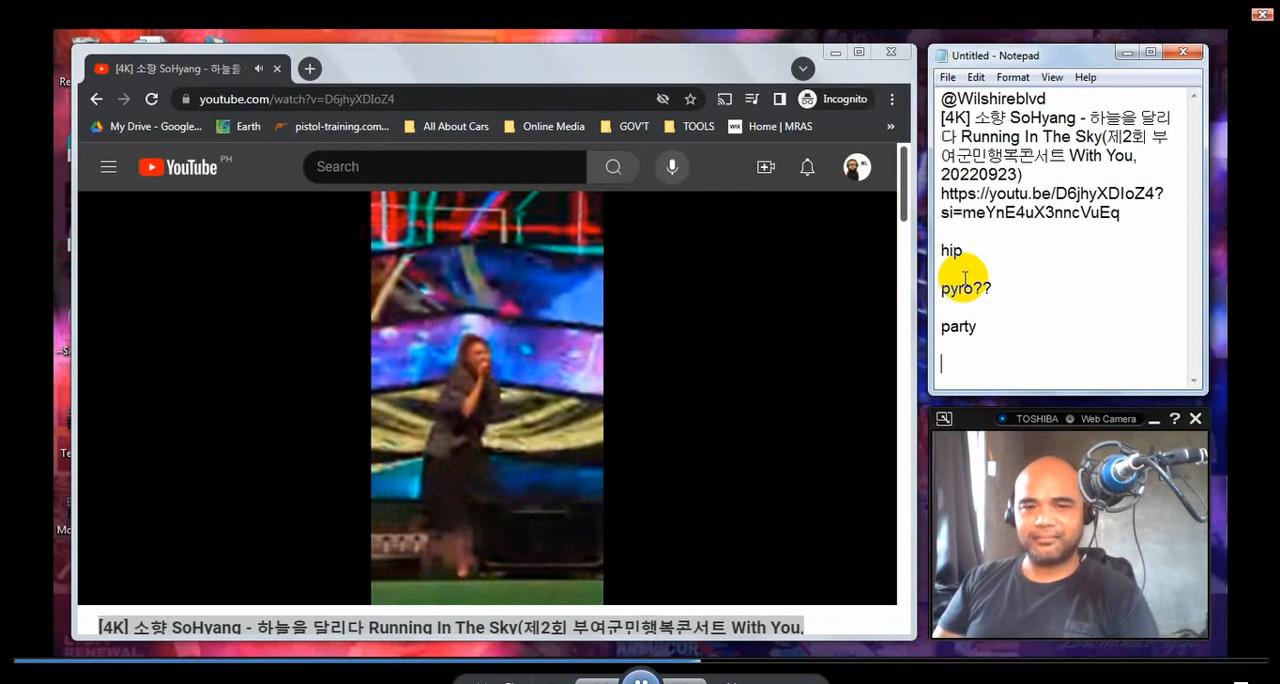 [4K] 소향 SoHyang - 하늘을
youtube.com/watch?v=D6jhyXDIoZ4
Incognito
My Drive - Google...
Earth
pistol-training.com...
All About Cars
Online Media
GOV'T
TOOLS
WIX
Home | MRAS
»
YouTube PH
Search
[4K] 소향 SoHyang - 하늘을 달리다 Running In The Sky(제2회 부여군민행복콘서트 With You,
Untitled - Notepad
File Edit Format View Help
@Wilshireblvd
[4K] 소향 SoHyang - 하늘을 달리
다 Running In The Sky(제2회 부
여군민행복콘서트 With You,
20220923)
https://youtu.be/D6jhyXDIoZ4?
si=meYnE4uX3nncVuEq
hip
pyro??
party
TOSHIBA Web Camera
RENEWAL